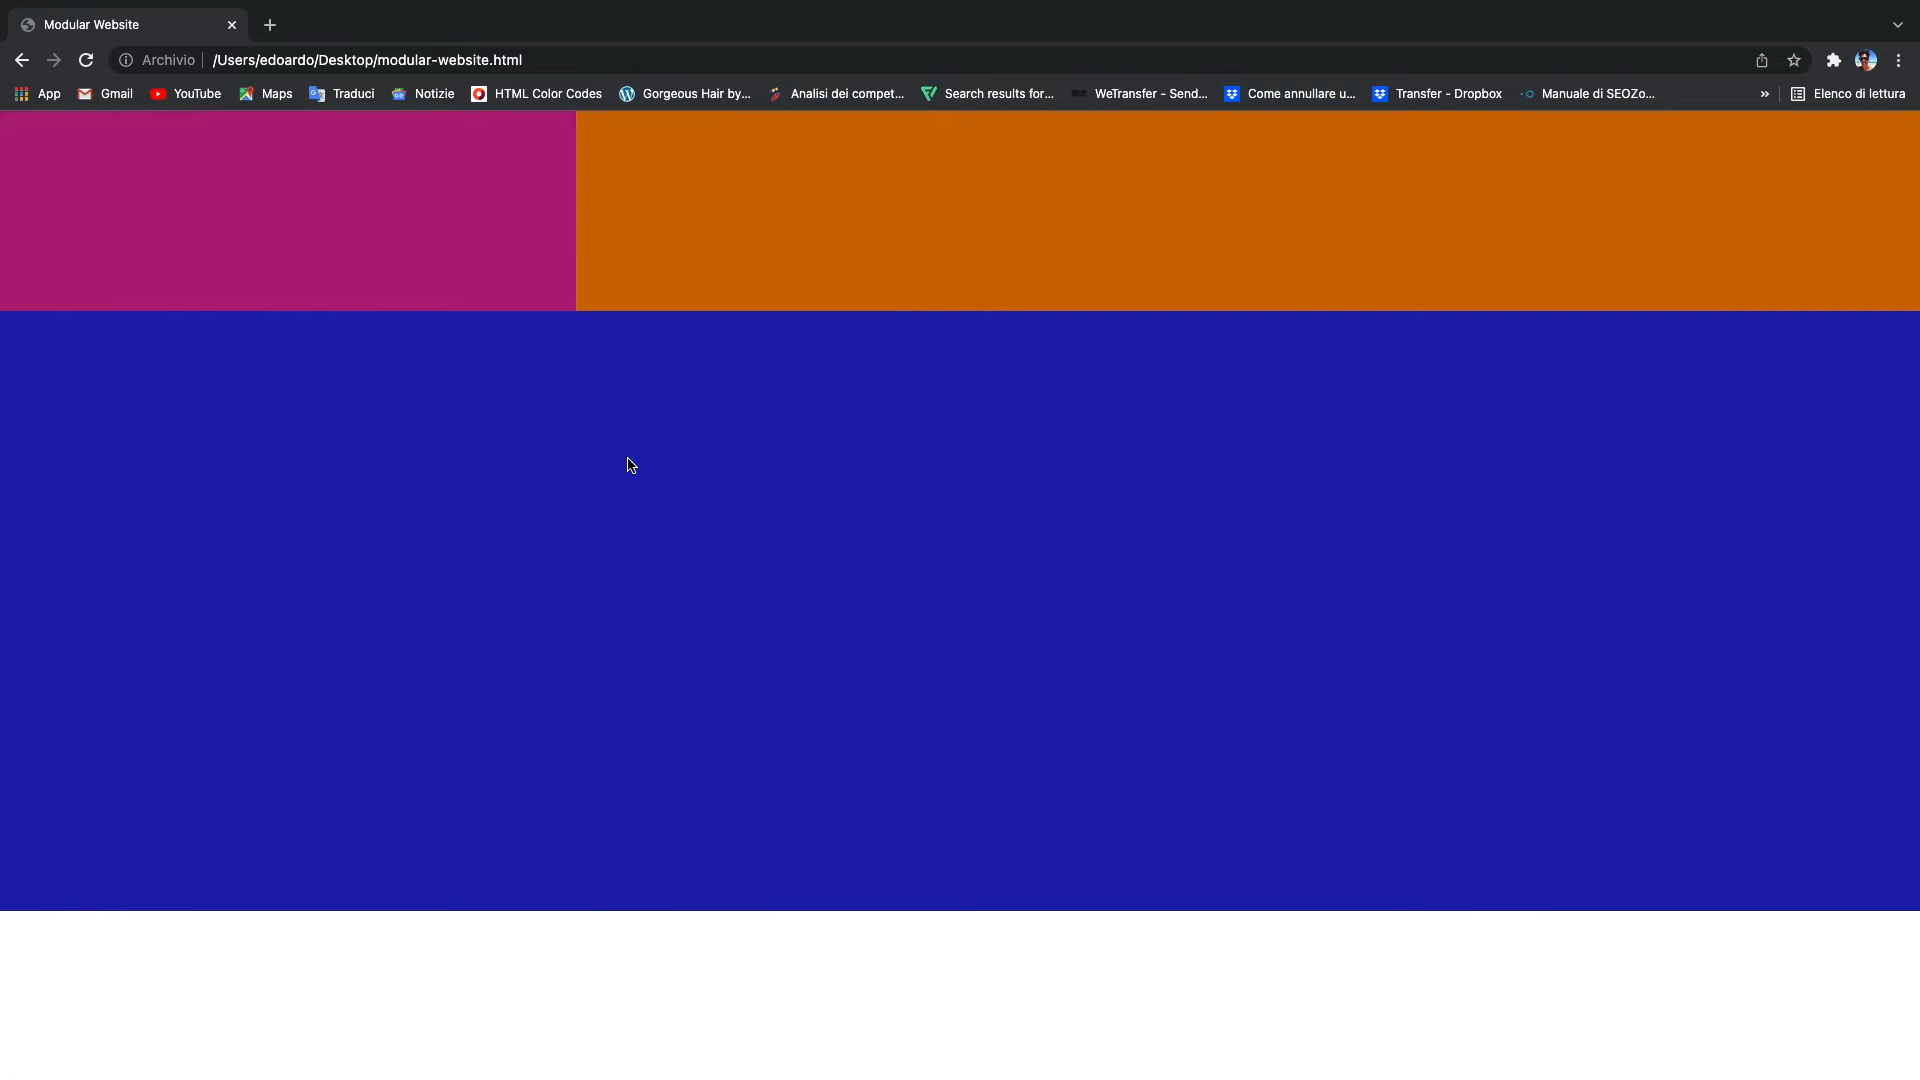 Modular Website
Archivio /Users/edoardo/Desktop/modular-website.html
App Gmail YouTube Maps Traduci Notizie HTML Color Codes Gorgeous Hair by... Analisi dei compet... Search results for... WeTransfer - Send... Come annullare u... Transfer - Dropbox Manuale di SEOZo... » Elenco di lettura